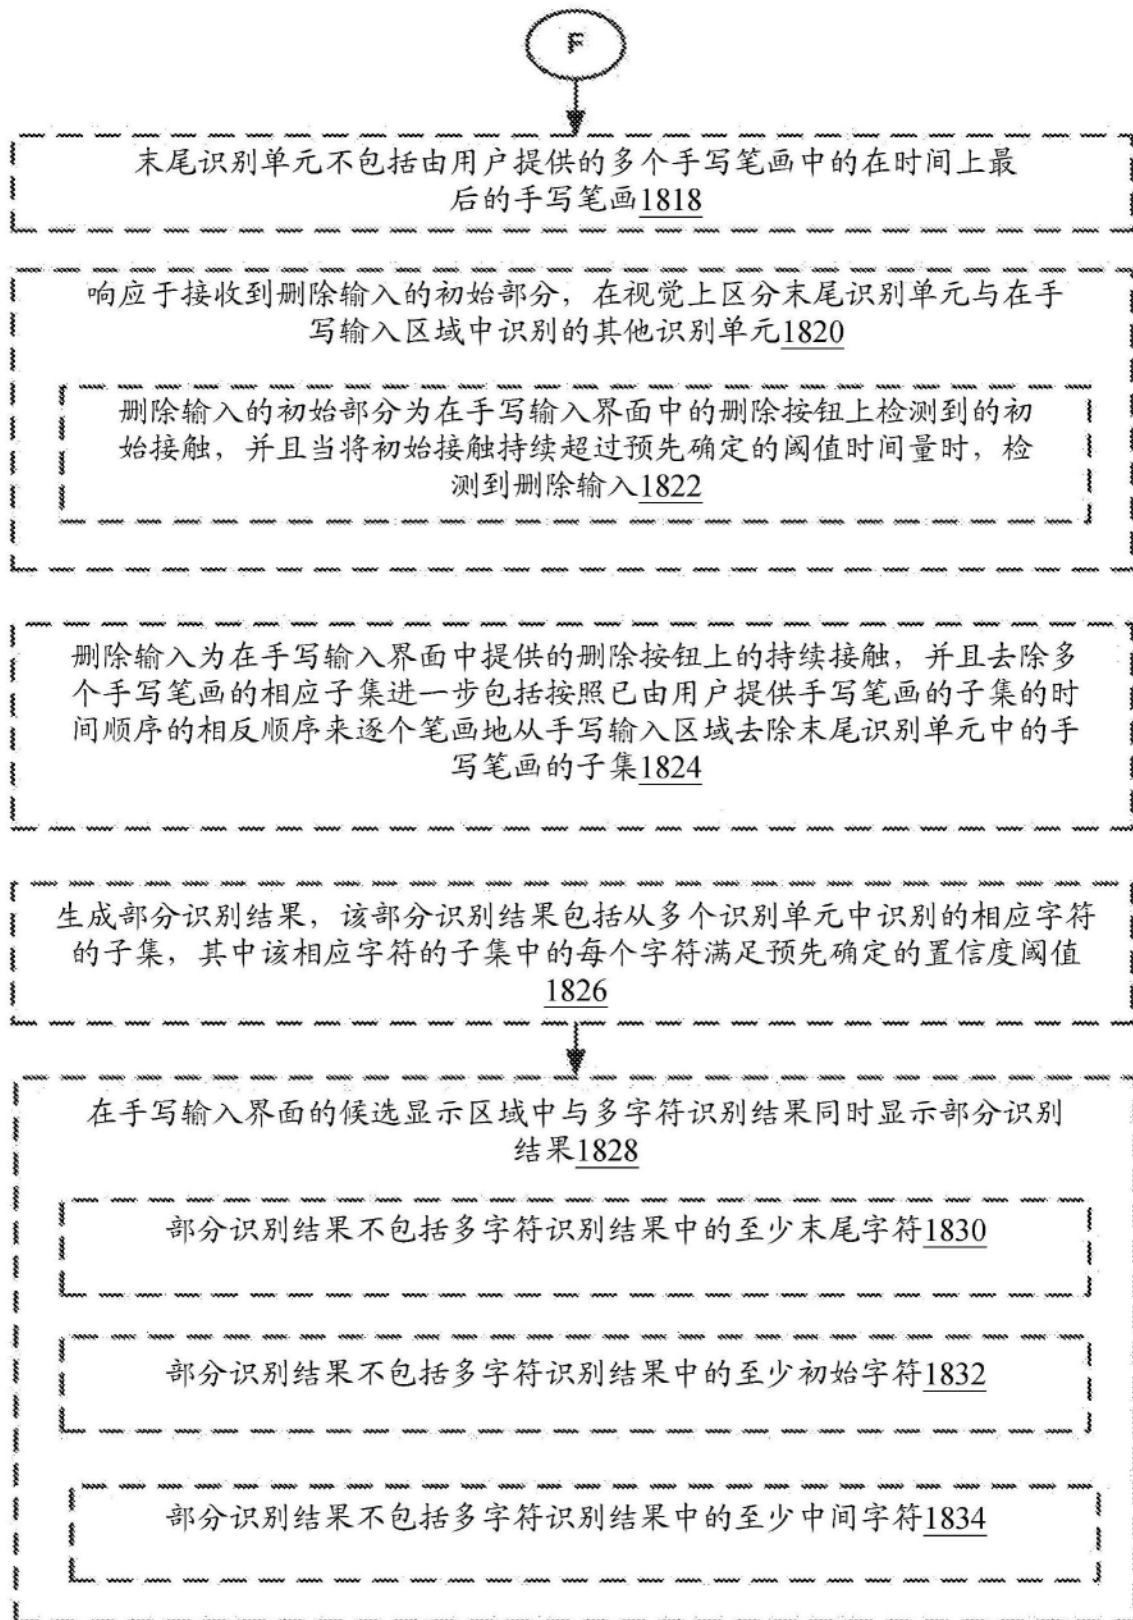 F
末尾识别单元不包括由用户提供的多个手写笔画中的在时间上最
后的手写笔画1818
响应于接收到删除输入的初始部分，在视觉上区分末尾识别单元与在手
写输入区域中识别的其他识别单元1820
删除输入的初始部分为在手写输入界面中的删除按钮上检测到的初
始接触，并且当将初始接触持续超过预先确定的阈值时间量时，检
测到删除输入1822
删除输入为在手写输入界面中提供的删除按钮上的持续接触，并且去除多
个手写笔画的相应子集进一步包括按照已由用户提供手写笔画的子集的时
间顺序的相反顺序来逐个笔画地从手写输入区域去除末尾识别单元中的手
写笔画的子集1824
生成部分识别结果，该部分识别结果包括从多个识别单元中识别的相应字符
的子集，其中该相应字符的子集中的每个字符满足预先确定的置信度阈值
1826
在手写输入界面的候选显示区域中与多字符识别结果同时显示部分识别
结果1828
部分识别结果不包括多字符识别结果中的至少末尾字符1830
部分识别结果不包括多字符识别结果中的至少初始字符1832
部分识别结果不包括多字符识别结果中的至少中间字符1834